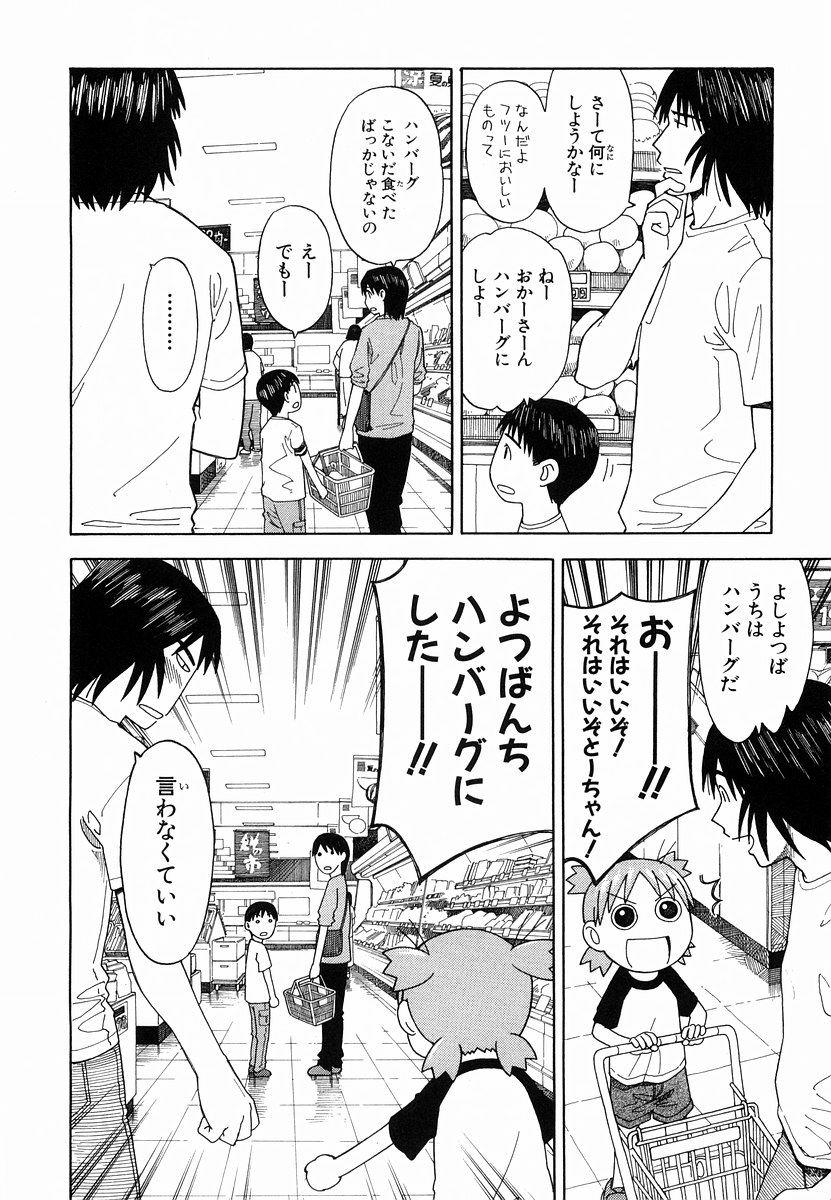 さーて何に
しようかなー
なんだよ
フツーにおいしい
ものって
ねー
おかーさーん
ハンバーグに
しよー
ハンバーグ
こないだ食べた
ばっかじゃないの
えー
でもー
………
よしよつば
うちは
ハンバーグだ
おーー!!
それはいいぞ!
それはいいぞとーちゃん!
よつばんち
ハンバーグに
したーー!!
言わなくていい